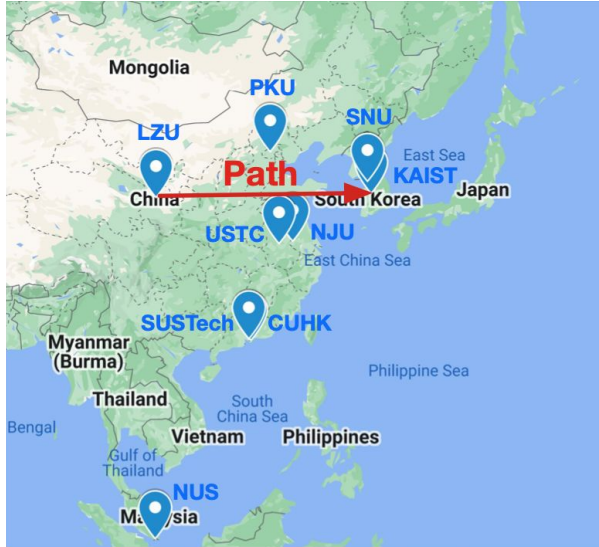 Mongolia
PKU
SNU
LZU
East Sea
Path
KAIST
China
South Korea
Japan
USTC
NJU
East China Sea
SUSTech
CUHK
Myanmar
(Burma)
Philippine Sea
Thailand
South
China Sea
Bengal
Vietnam
Philippines
Gulf of
Thailand
NUS
Malaysia